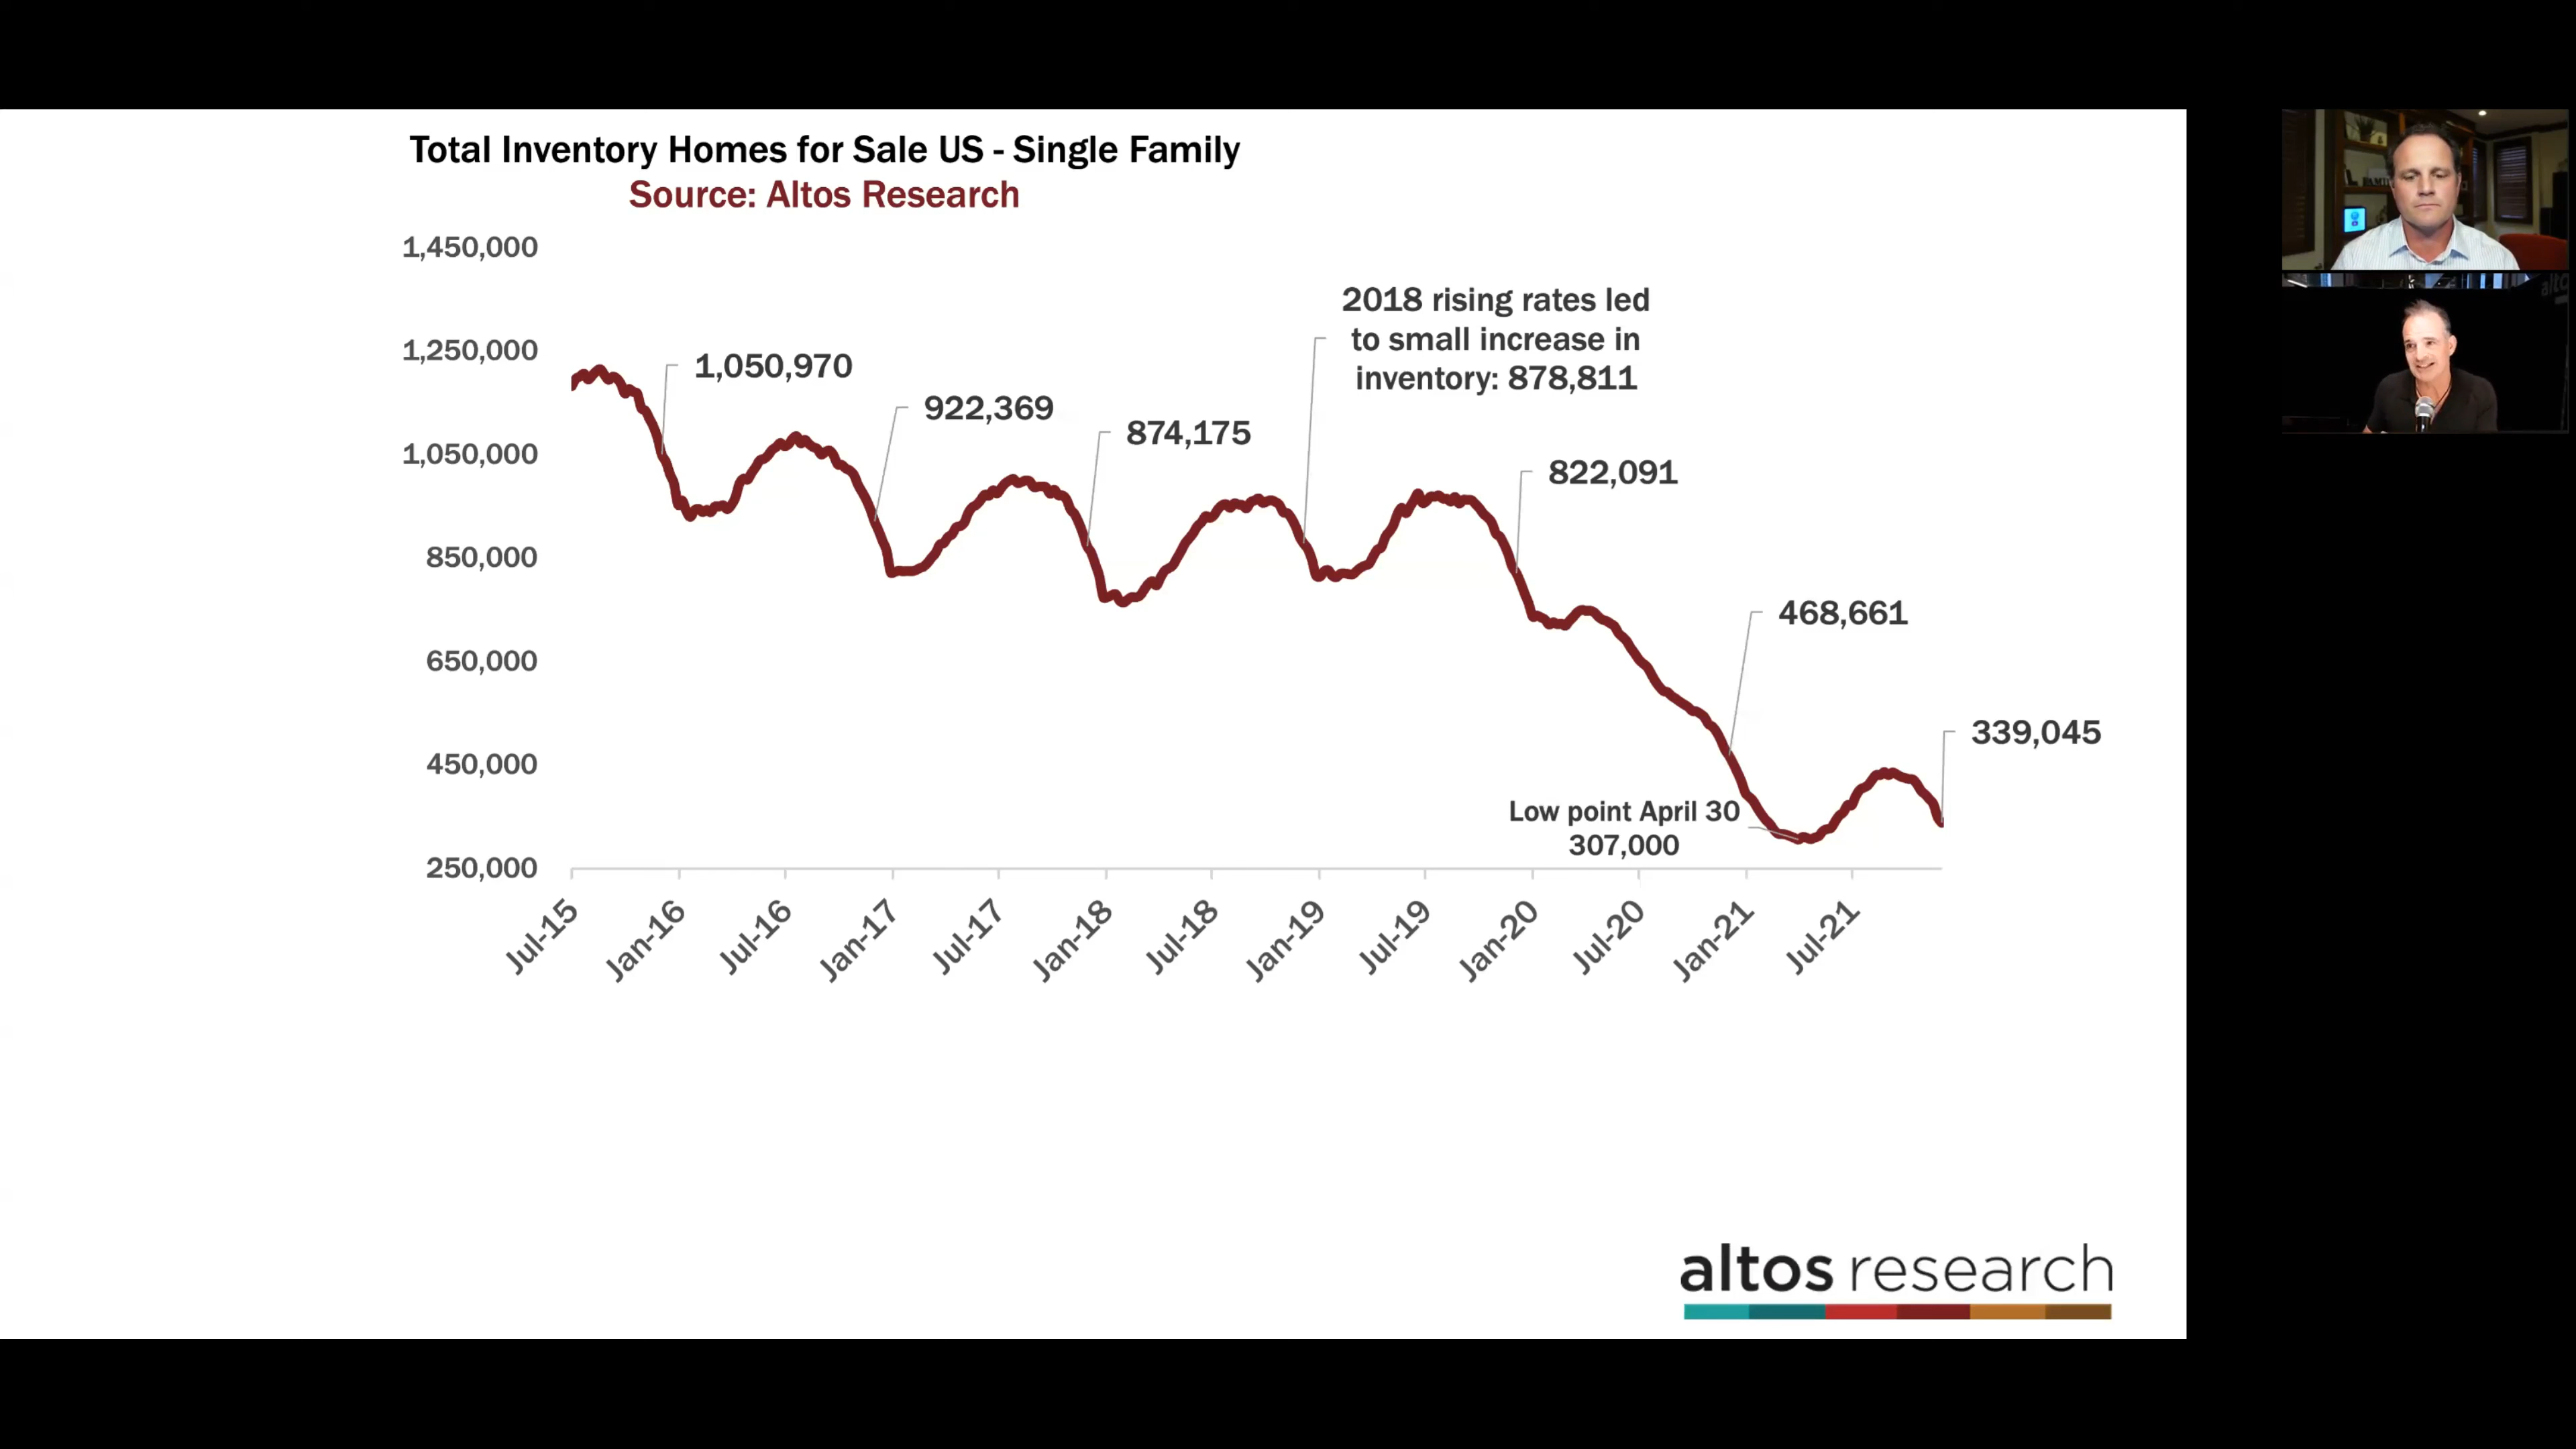 Total Inventory Homes for Sale US - Single Family
Source: Altos Research
1,450,000
1,250,000
1,050,000
850,000
650,000
450,000
250,000
1,050,970
922,369
874,175
2018 rising rates led
to small increase in
inventory: 878,811
822,091
468,661
339,045
Low point April 30
307,000
Jul-15
Jan-16
Jul-16
Jan-17
Jul-17
Jan-18
Jul-18
Jan-19
Jul-19
Jan-20
Jul-20
Jan-21
Jul-21
altos research